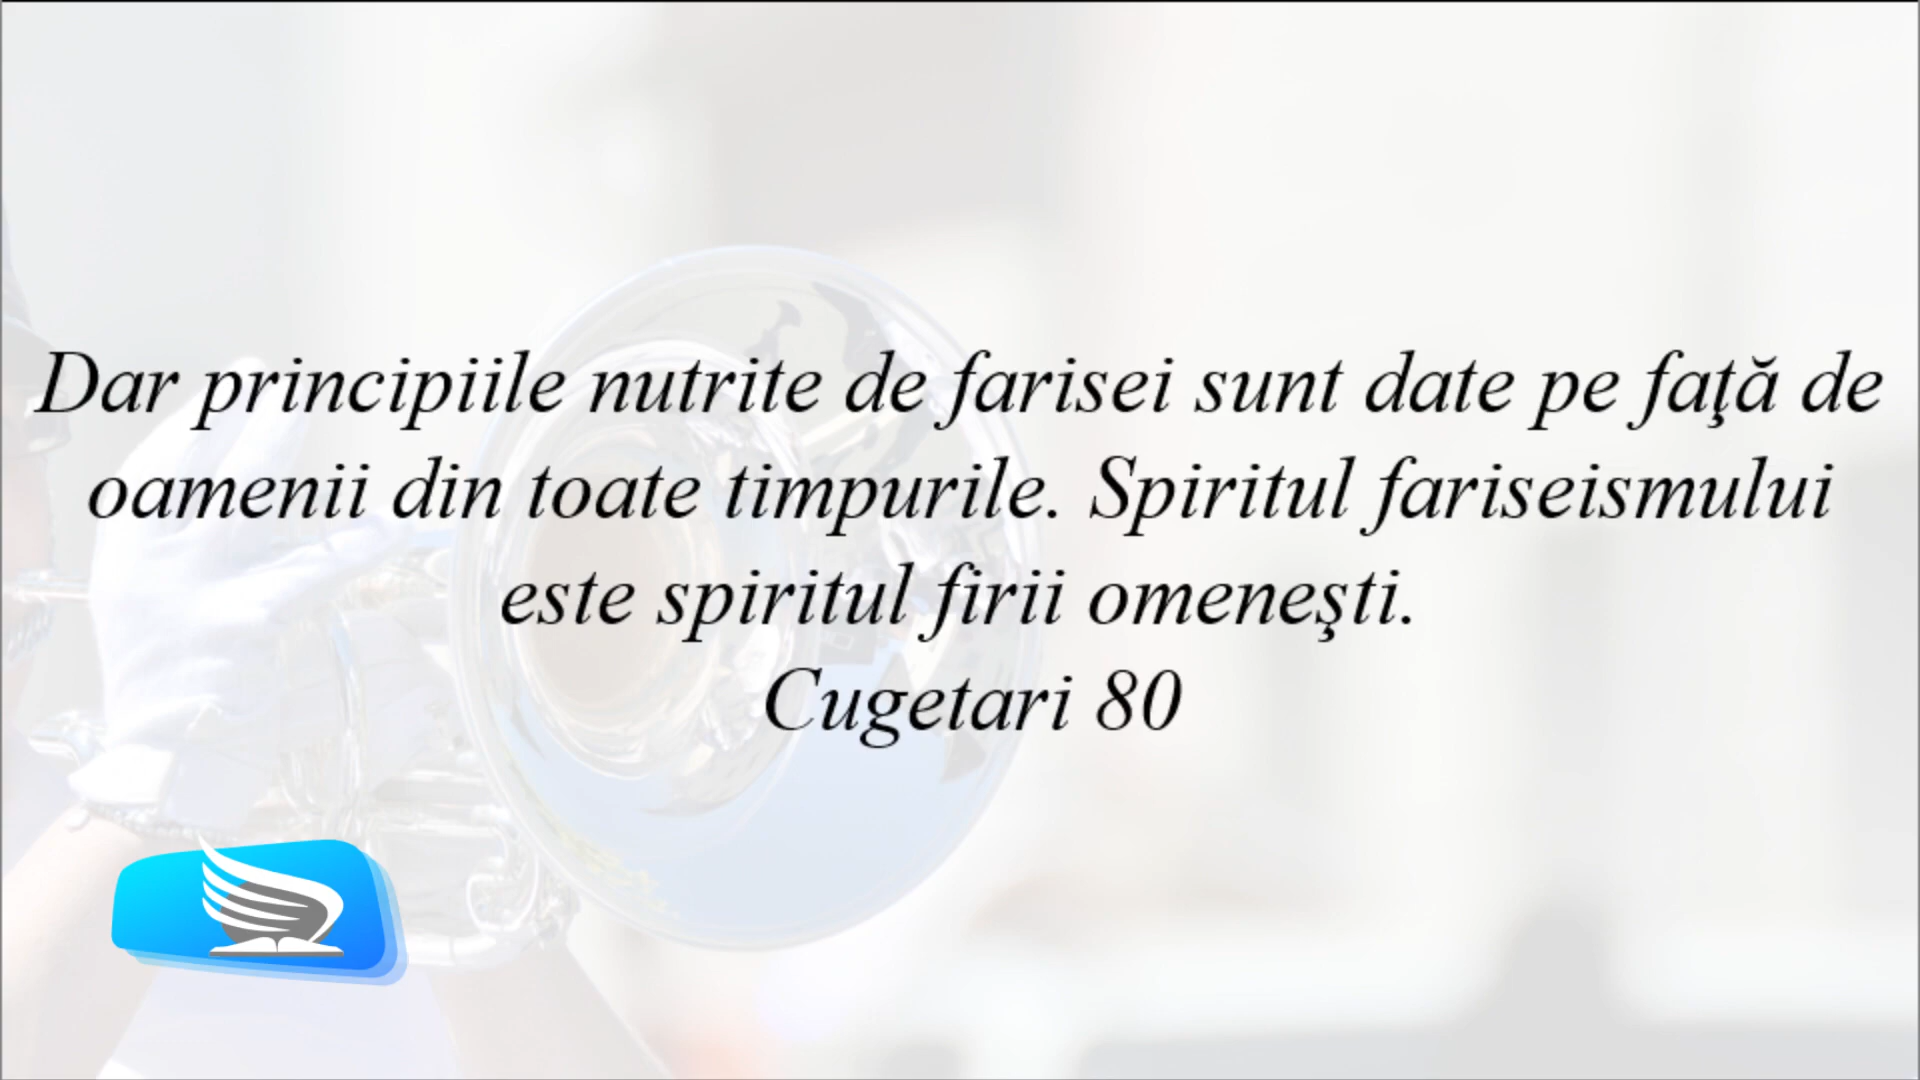 Dar principiile nutrite de farisei sunt date pe faţă de
oamenii din toate timpurile. Spiritul fariseismului
este spiritul firii omeneşti.
Cugetari 80